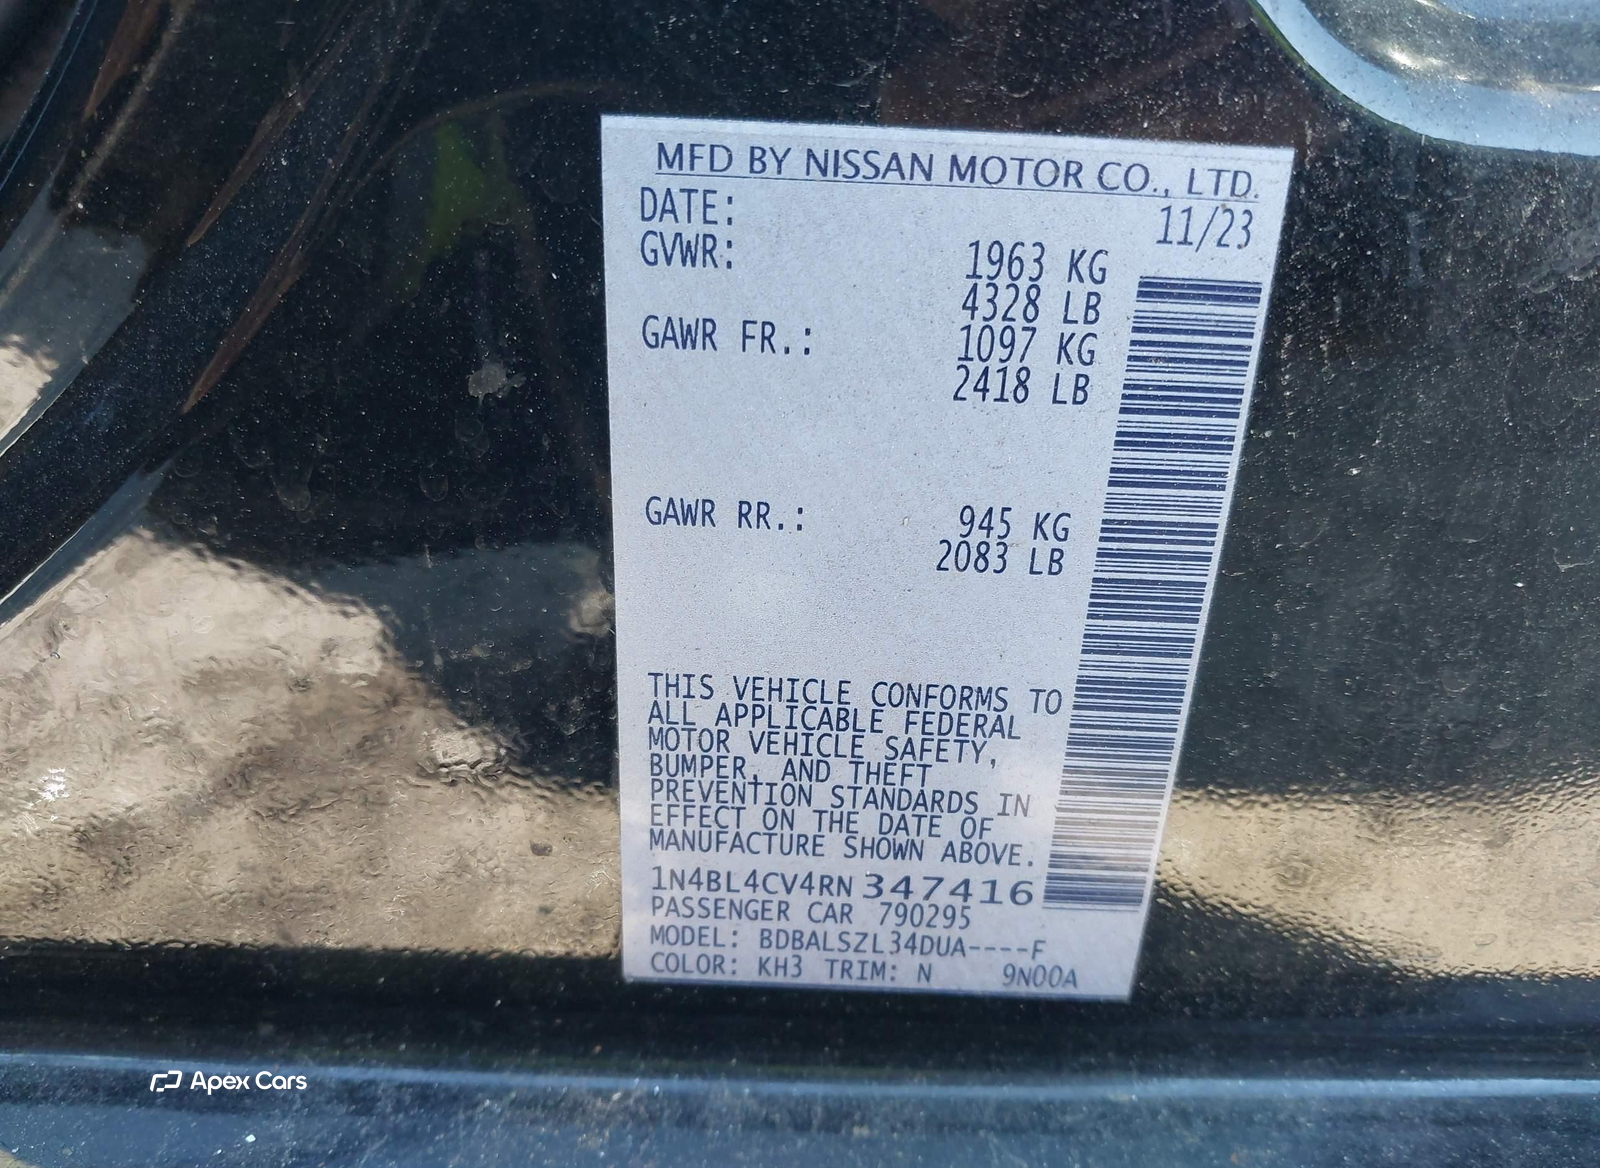 MFD BY NISSAN MOTOR CO., LTD.
DATE: 11/23
GVWR: 1963 KG
4328 LB
GAWR FR.: 1097 KG
2418 LB
GAWR RR.: 945 KG
2083 LB
THIS VEHICLE CONFORMS TO
ALL APPLICABLE FEDERAL
MOTOR VEHICLE SAFETY,
BUMPER, AND THEFT
PREVENTION STANDARDS IN
EFFECT ON THE DATE OF
MANUFACTURE SHOWN ABOVE.
1N4BL4CV4RN347416
PASSENGER CAR 790295
MODEL: BDBALSZL34DUA----F
COLOR: KH3 TRIM: N 9N00A
Apex Cars